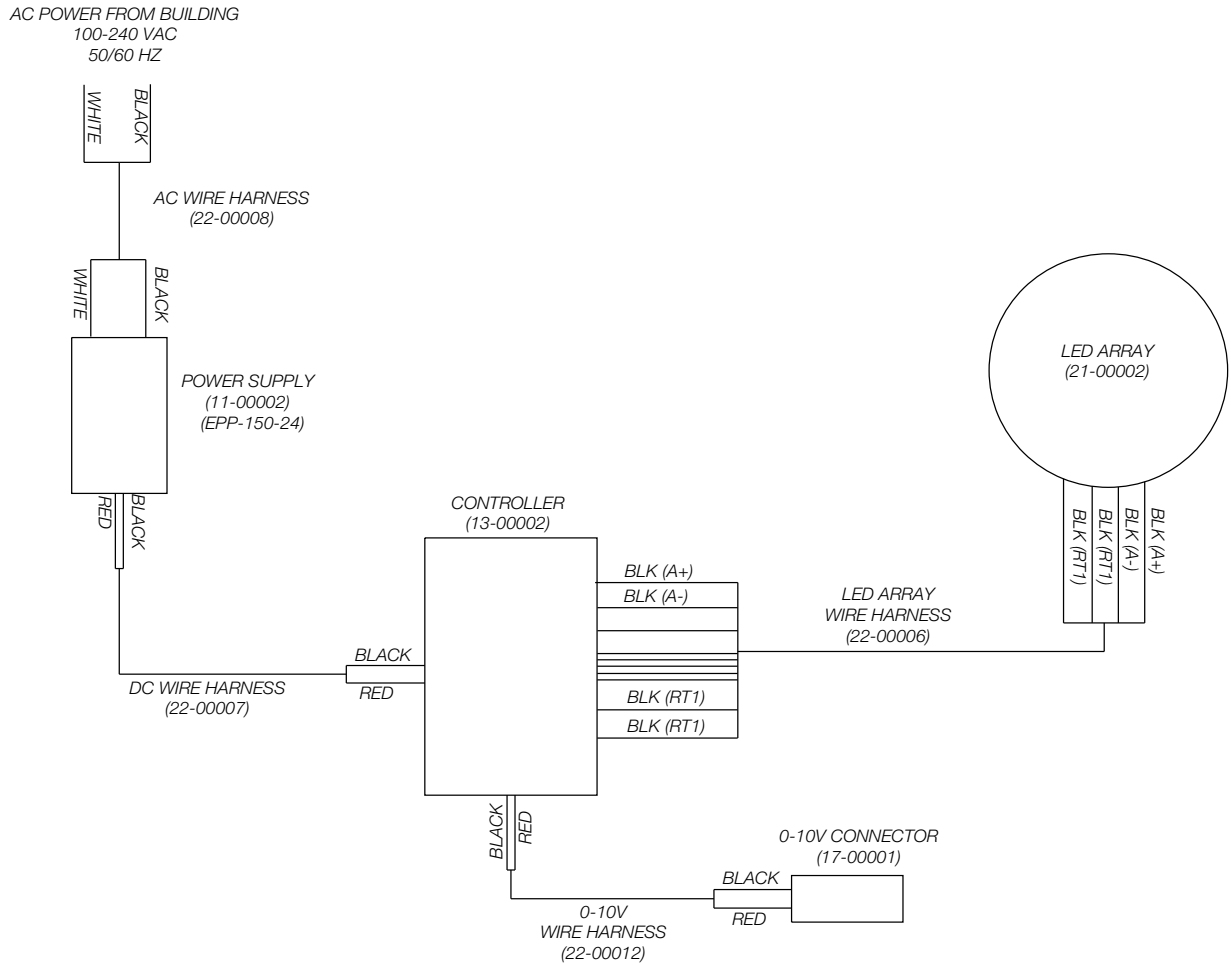 AC POWER FROM BUILDING
100-240 VAC
50/60 HZ
WHITE
BLACK
AC WIRE HARNESS
(22-00008)
WHITE
BLACK
POWER SUPPLY
(11-00002)
(EPP-150-24)
RED
BLACK
DC WIRE HARNESS
(22-00007)
BLACK
RED
CONTROLLER
(13-00002)
BLK (A+)
BLK (A-)
BLK (RT1)
BLK (RT1)
LED ARRAY
WIRE HARNESS
(22-00006)
LED ARRAY
(21-00002)
BLK (RT1)
BLK (RT1)
BLK (A-)
BLK (A+)
BLACK
RED
0-10V
WIRE HARNESS
(22-00012)
BLACK
RED
0-10V CONNECTOR
(17-00001)